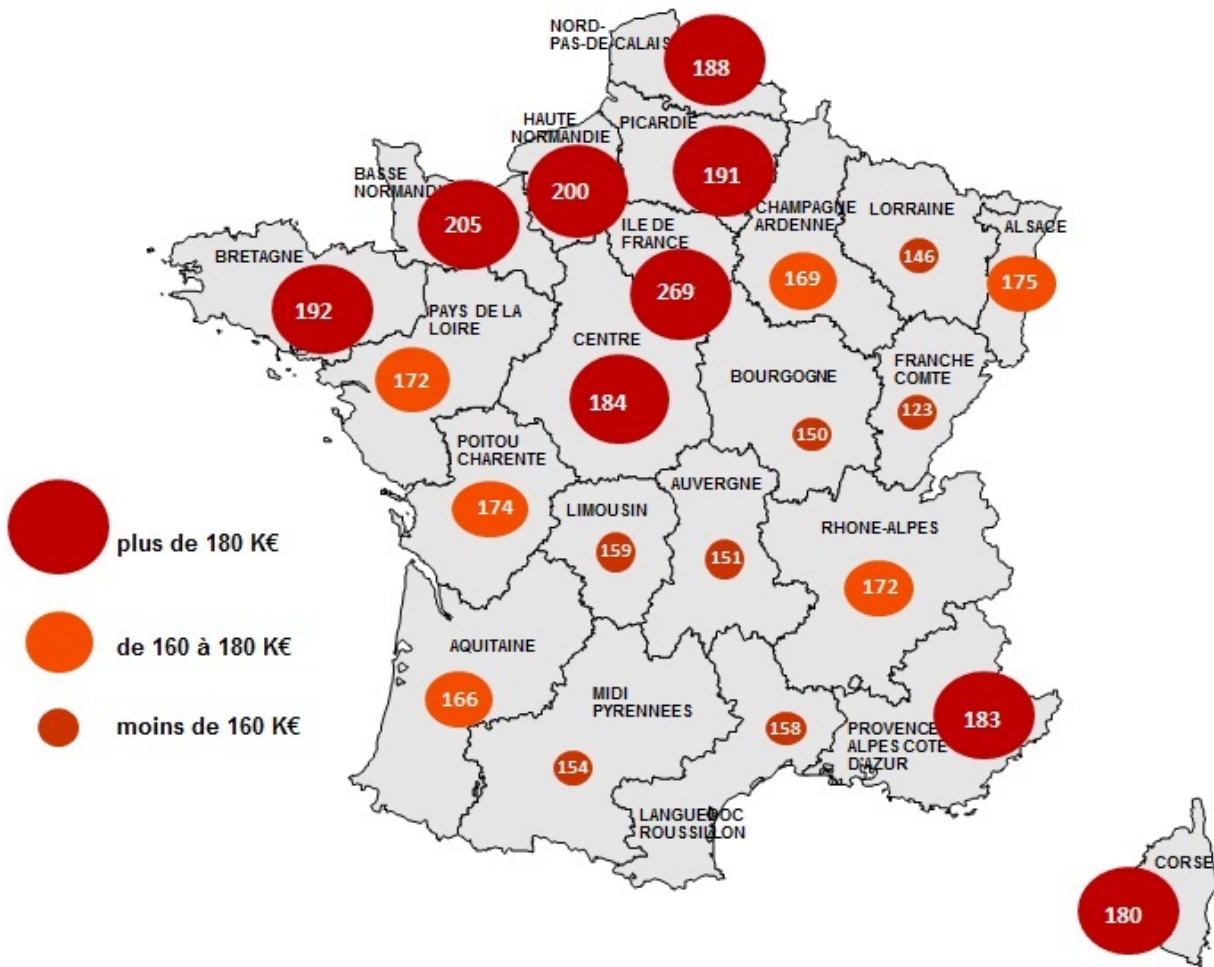 NORD-
PAS-DE-CALAIS
188
HAUTE
NORMANDIE
PICARDIE
200
191
BASSE
NORMANDI
205
BRETAGNE
192
ILE DE
FRANCE
269
CHAMPAGNE
ARDENNE
169
LORRAINE
146
ALSACE
175
PAYS DE LA
LOIRE
172
CENTRE
184
BOURGOGNE
150
FRANCHE
COMTE
123
POITOU
CHARENTE
174
LIMOUSIN
159
AUVERGNE
151
RHONE-ALPES
172
plus de 180 K€
de 160 à 180 K€
moins de 160 K€
AQUITAINE
166
MIDI
PYRENNEES
154
158
LANGUEDOC
ROUSSILLON
PROVENCE
ALPES COTE
D'AZUR
183
CORSE
180